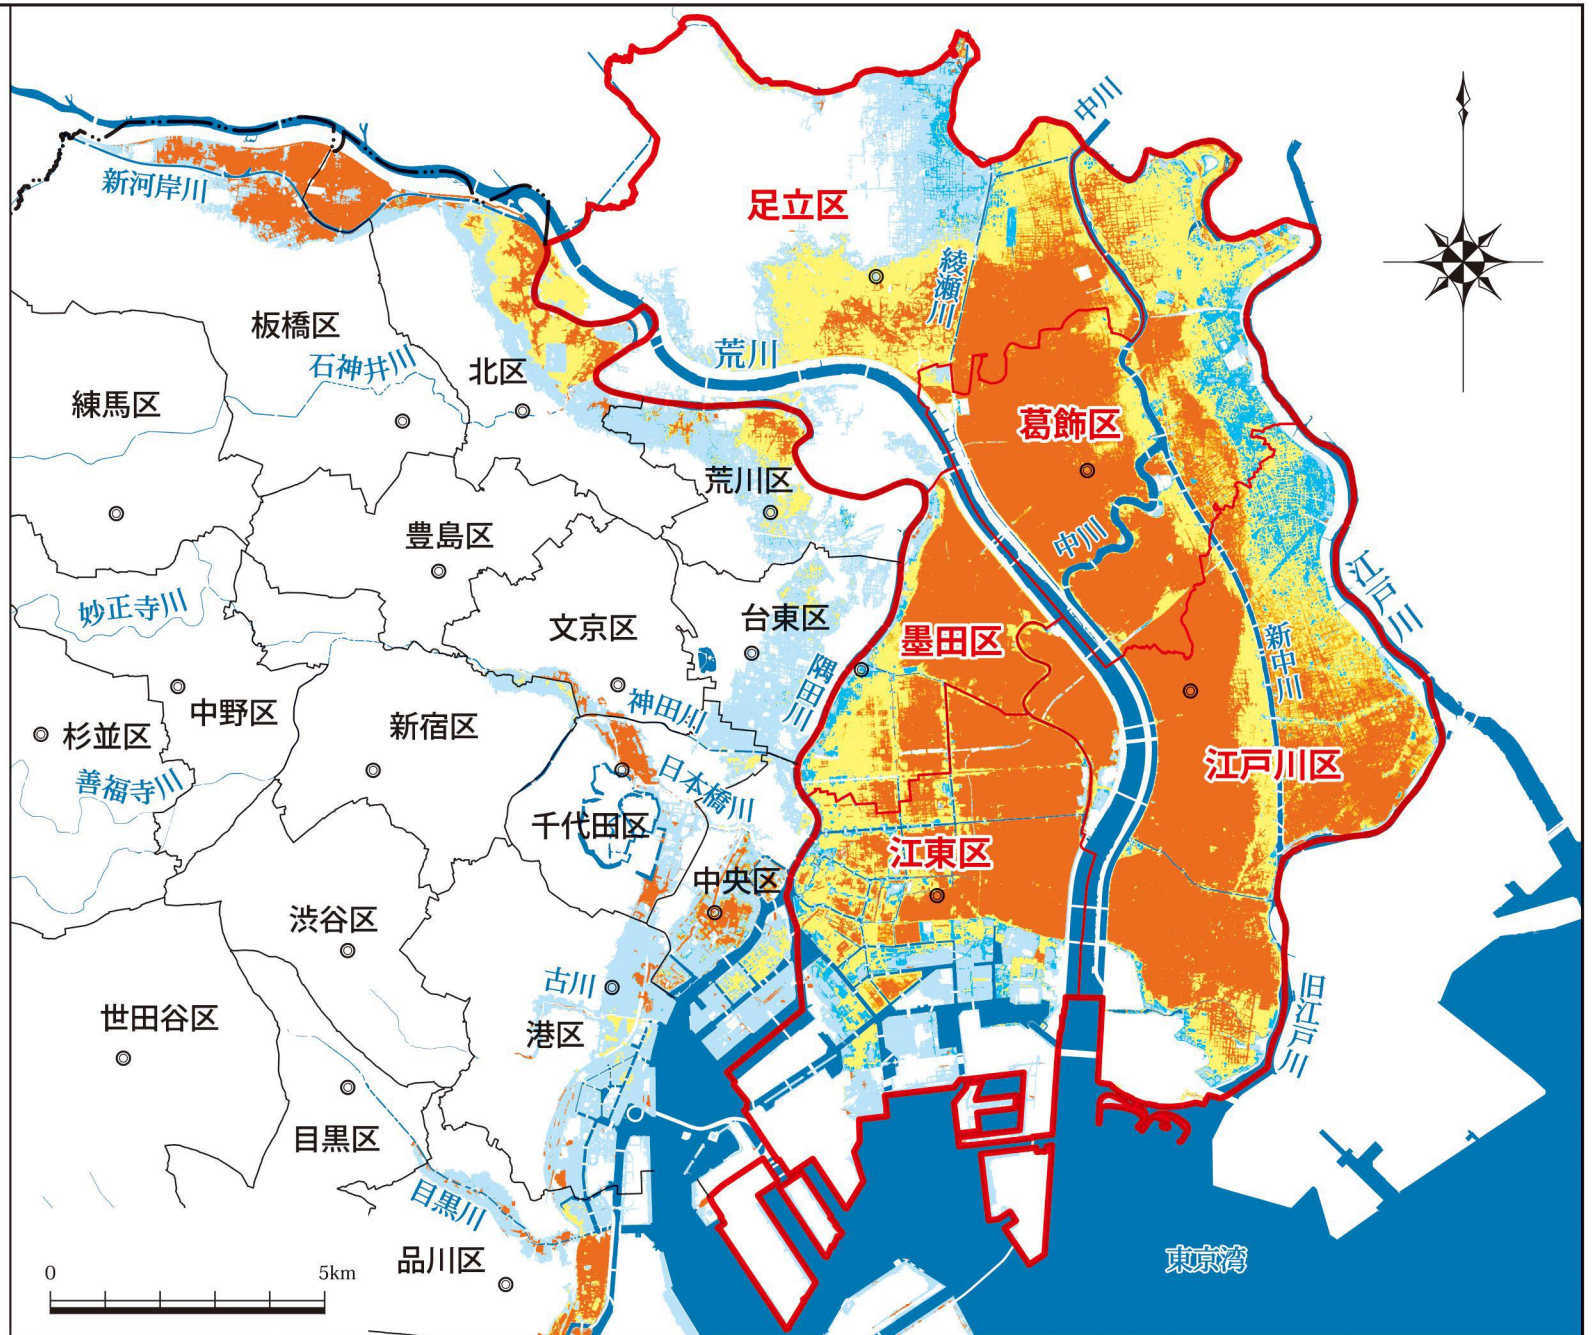 中川
新河岸川
足立区
綾瀬川
板橋区
石神井川
荒川
北区
練馬区
葛飾区
荒川区
豊島区
中川
江戸川
妙正寺川
文京区
台東区
墨田区
新中川
隅田川
中野区
神田川
杉並区
新宿区
善福寺川
日本橋川
江戸川区
千代田区
江東区
中央区
渋谷区
古川
旧江戸川
世田谷区
港区
目黒区
目黒川
品川区
東京湾
0
5km